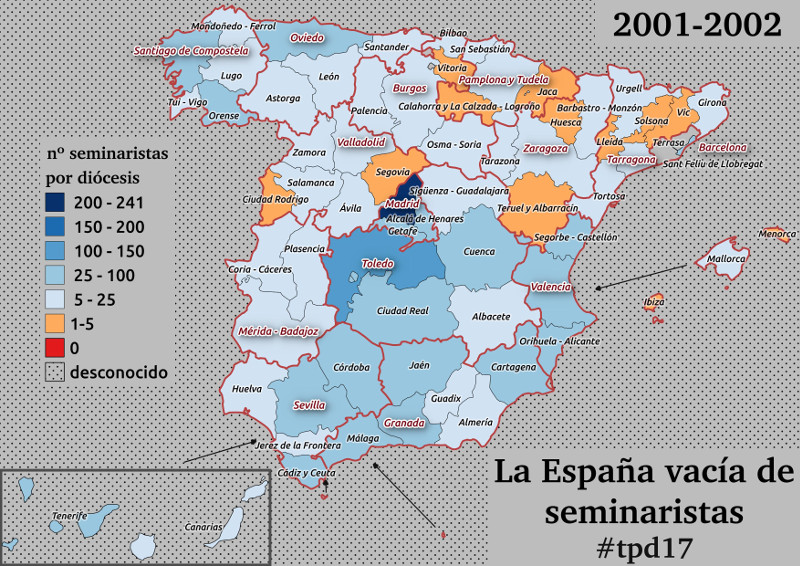 2001-2002
Mondoñedo - Ferrol
Oviedo
Bilbao
Santander
San Sebastián
Santiago de Compostela
Vitoria
Pamplona y Tudela
Lugo
León
Burgos
Jaca
Urgell
Girona
Tui - Vigo
Astorga
Palencia
Calahorra y La Calzada - Logroño
Barbastro - Monzón
Vic
Orense
Huesca
Solsona
Valladolid
Osma - Soria
Zaragoza
Lleida
Terrasa
Barcelona
Zamora
Tarazona
Tarragona
Sant Feliu de Llobregat
Segovia
Salamanca
Sigüenza - Guadalajara
Ciudad Rodrigo
Ávila
Madrid
Teruel y Albarracín
Tortosa
Alcalá de Henares
Getafe
Segorbe - Castellón
Menorca
Plasencia
Cuenca
Mallorca
Coria - Cáceres
Toledo
Valencia
Ibiza
Ciudad Real
Albacete
Mérida - Badajoz
Orihuela - Alicante
Córdoba
Jaén
Cartagena
Huelva
Sevilla
Guadix
Granada
Almería
Jerez de la Frontera
Málaga
Cádiz y Ceuta
Tenerife
Canarias
nº seminaristas
por diócesis
200 - 241
150 - 200
100 - 150
25 - 100
5 - 25
1-5
0
desconocido
La España vacía de
seminaristas
#tpd17